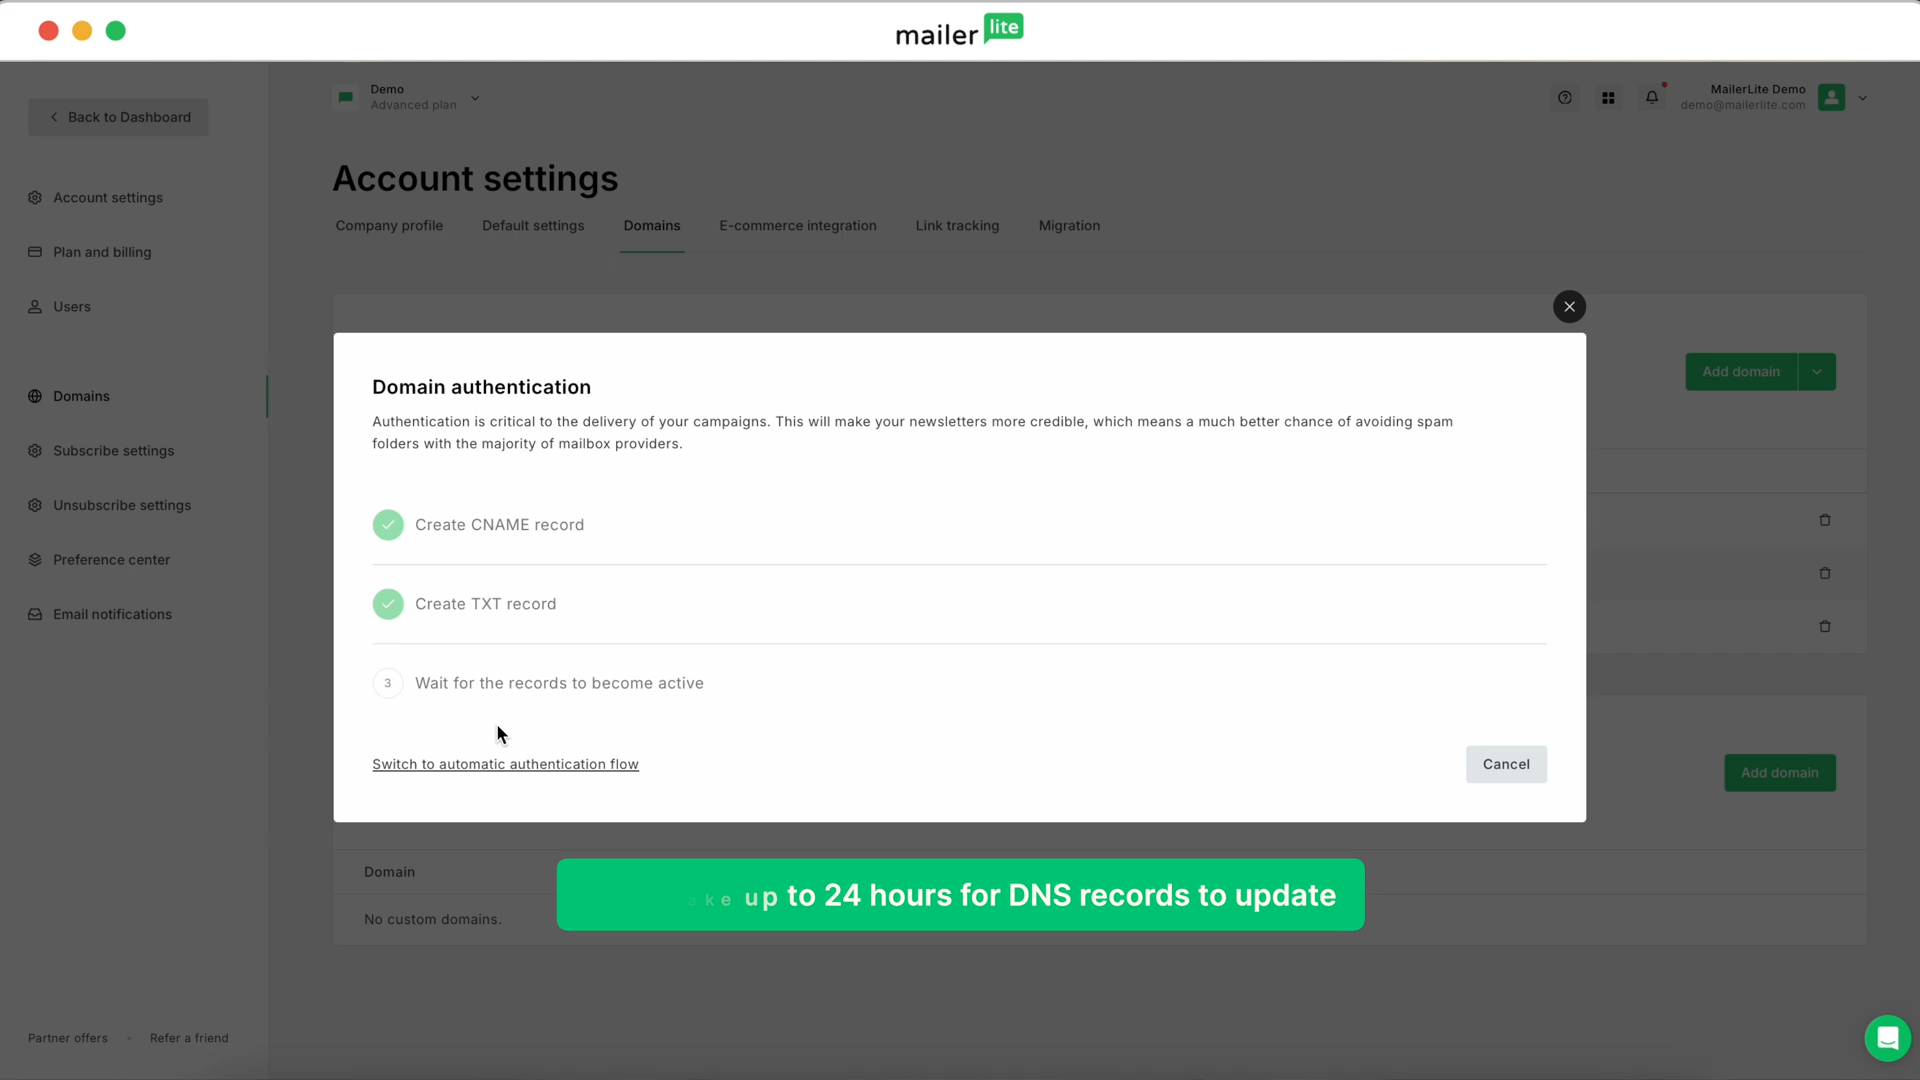 mailer lite
Demo
Advanced plan
MailerLite Demo
demo@mailerlite.com
Back to Dashboard
Account settings
Plan and billing
Users
Domains
Subscribe settings
Unsubscribe settings
Preference center
Email notifications
Partner offers
Refer a friend
Account settings
Company profile
Default settings
Domains
E-commerce integration
Link tracking
Migration
Add domain
Domain authentication
Authentication is critical to the delivery of your campaigns. This will make your newsletters more credible, which means a much better chance of avoiding spam
folders with the majority of mailbox providers.
Create CNAME record
Create TXT record
3 Wait for the records to become active
Switch to automatic authentication flow
Cancel
Add domain
Domain
No custom domains.
up to 24 hours for DNS records to update